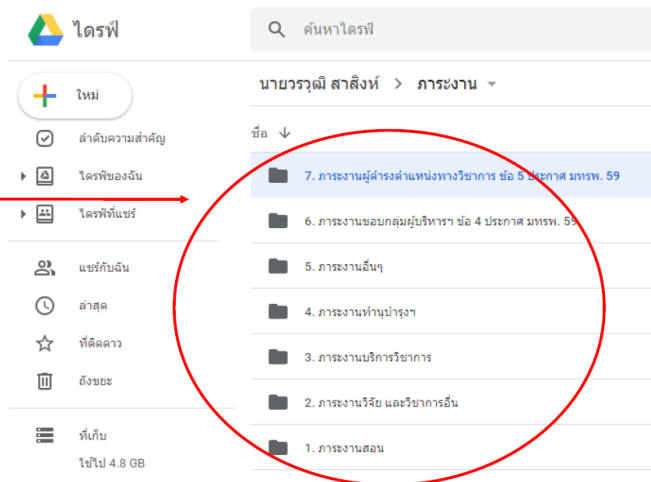 ไดรฟ์
ค้นหาไดรฟ์
ใหม่
นายวรวุฒิ สาสิงห์ > ภาระงาน
ชื่อ
ลำดับความสำคัญ
ไดรฟ์ของฉัน
ไดรฟ์ที่แชร์
แชร์กับฉัน
ล่าสุด
ที่ติดดาว
ถังขยะ
ที่เก็บ
ใช้ไป 4.8 GB
7. ภาระงานผู้ดำรงตำแหน่งทางวิชาการ ข้อ 5 ประกาศ มทรพ. 59
6. ภาระงานขอบกลุ่มผู้บริหารฯ ข้อ 4 ประกาศ มทรพ. 59
5. ภาระงานอื่นๆ
4. ภาระงานทำนุบำรุงฯ
3. ภาระงานบริการวิชาการ
2. ภาระงานวิจัย และวิชาการอื่น
1. ภาระงานสอน